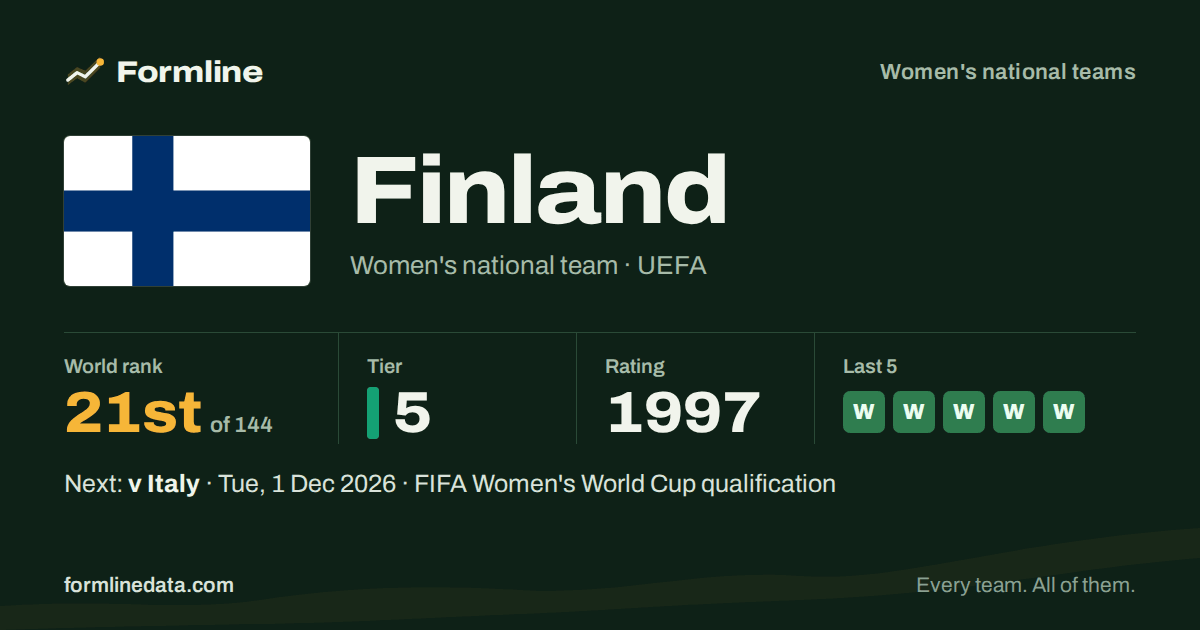 Formline
Women's national teams
Finland
Women's national team · UEFA
World rank
21st of 144
Tier
5
Rating
1997
Last 5
W W W W W
Next: v Italy · Tue, 1 Dec 2026 · FIFA Women's World Cup qualification
formlinedata.com
Every team. All of them.